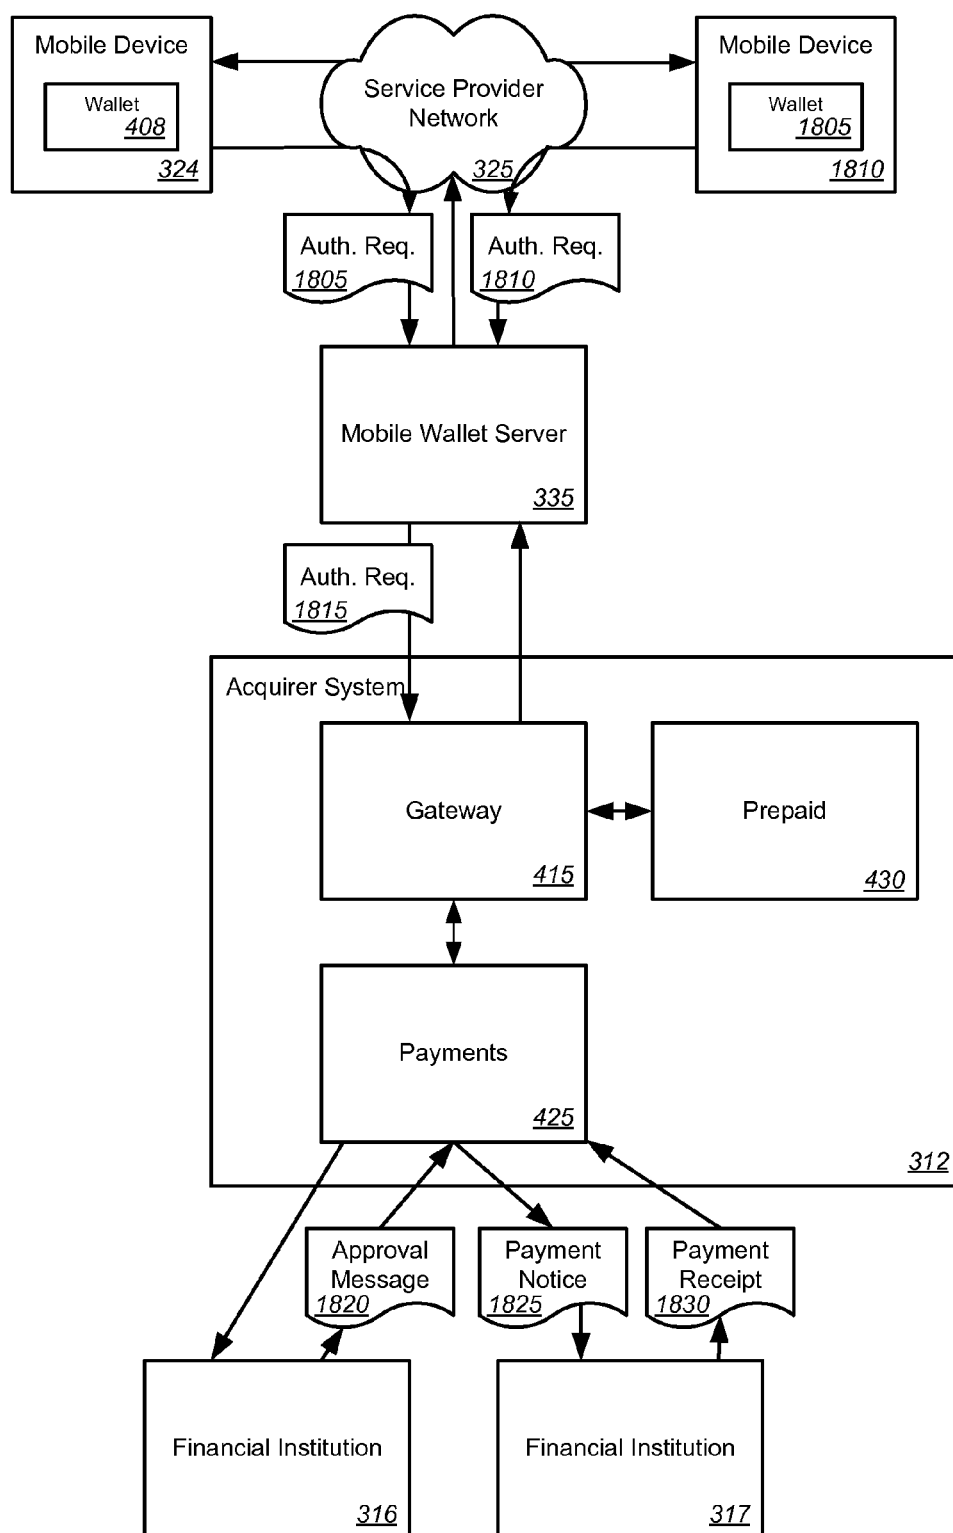 Mobile Device
Wallet
408
324
Service Provider
Network
325
Mobile Device
Wallet
1805
1810
Auth. Req.
1805
Auth. Req.
1810
Mobile Wallet Server
335
Auth. Req.
1815
Acquirer System
Gateway
415
Prepaid
430
Payments
425
312
Approval
Message
1820
Payment
Notice
1825
Payment
Receipt
1830
Financial Institution
316
Financial Institution
317